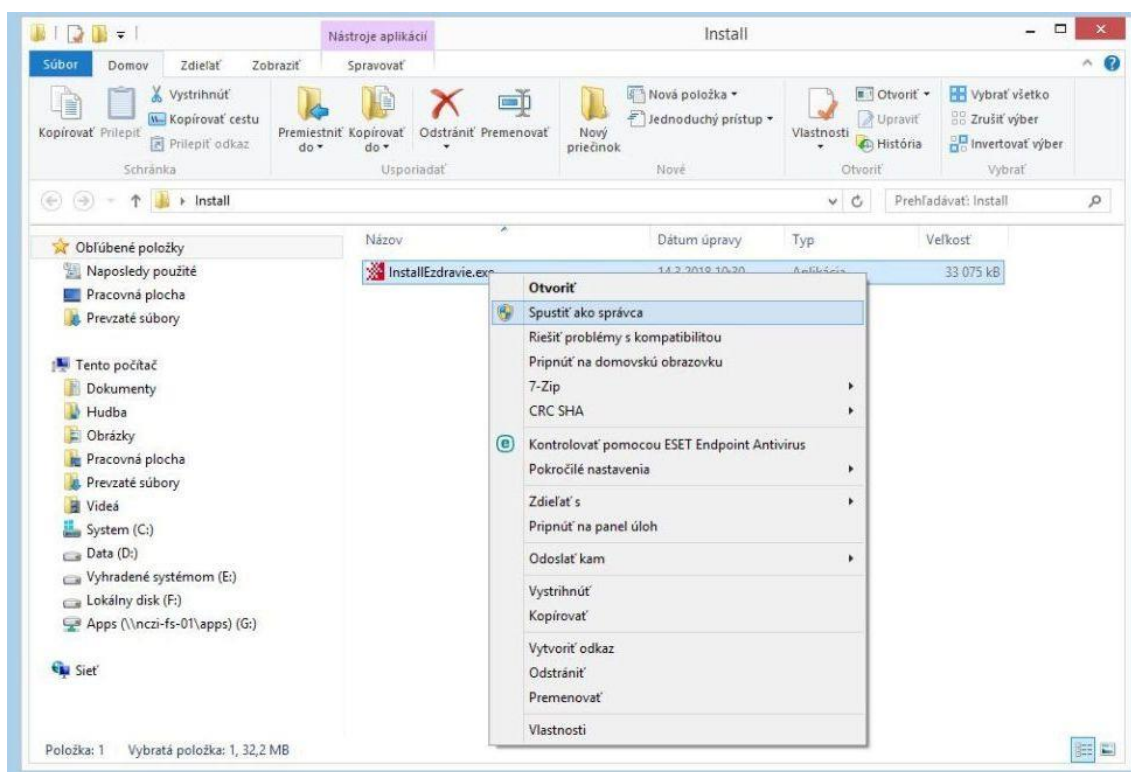 Nástroje aplikácií
Install
Súbor Domov Zdieľať Zobraziť Spravovať
Kopírovať Prilepiť Vystrihnúť Kopírovať cestu Prilepiť odkaz
Schránka
Premiestniť do Kopírovať do Odstrániť Premenovať
Usporiadať
Nový priečinok Nová položka Jednoduchý prístup
Nové
Vlastnosti Otvoriť Upraviť História
Otvoriť
Vybrať všetko Zrušiť výber Invertovať výber
Vybrať
Install
Prehľadávať: Install
Obľúbené položky
Naposledy použité
Pracovná plocha
Prevzaté súbory
Tento počítač
Dokumenty
Hudba
Obrázky
Pracovná plocha
Prevzaté súbory
Videá
System (C:)
Data (D:)
Vyhradené systémom (E:)
Lokálny disk (F:)
Apps (\\nczi-fs-01\apps) (G:)
Sieť
Názov Dátum úpravy Typ Veľkosť
InstallEzdravie.exe 14.3.2018 10:30 Aplikácia 33 075 kB
Otvoriť
Spustiť ako správca
Riešiť problémy s kompatibilitou
Pripnúť na domovskú obrazovku
7-Zip
CRC SHA
Kontrolovať pomocou ESET Endpoint Antivirus
Pokročilé nastavenia
Zdieľať s
Pripnúť na panel úloh
Odoslať kam
Vystrihnúť
Kopírovať
Vytvoriť odkaz
Odstrániť
Premenovať
Vlastnosti
Položka: 1 Vybratá položka: 1, 32,2 MB